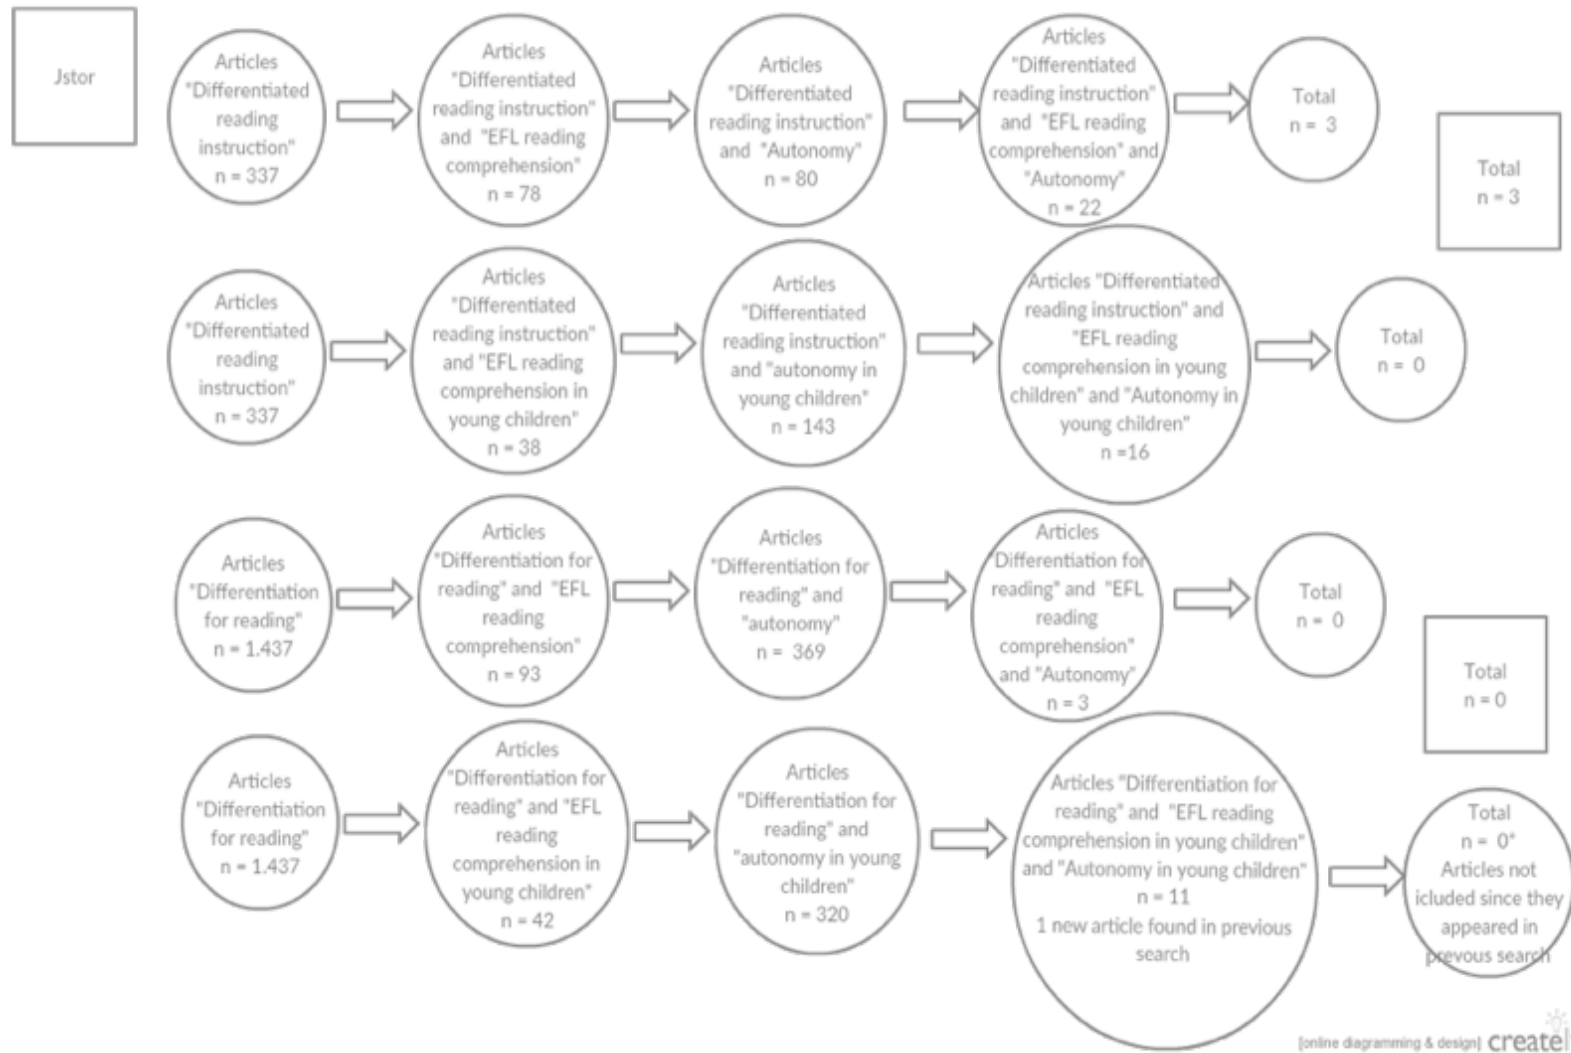 Jstor
Articles
"Differentiated
reading
instruction"
n = 337
Articles
"Differentiated
reading instruction"
and "EFL reading
comprehension"
n = 78
Articles
"Differentiated
reading instruction"
and "Autonomy"
n = 80
Articles
"Differentiated
reading instruction"
and "EFL reading
comprehension" and
"Autonomy"
n = 22
Total
n = 3
Total
n = 3
Articles
"Differentiated
reading
instruction"
n = 337
Articles
"Differentiated
reading instruction"
and "EFL reading
comprehension in
young children"
n = 38
Articles
"Differentiated
reading instruction"
and "autonomy in
young children"
n = 143
Articles "Differentiated
reading instruction" and
"EFL reading
comprehension in young
children" and "Autonomy in
young children"
n =16
Total
n = 0
Articles
"Differentiation
for reading"
n = 1.437
Articles
"Differentiation for
reading" and "EFL
reading
comprehension"
n = 93
Articles
"Differentiation for
reading" and
"autonomy"
n = 369
Articles
"Differentiation for
reading" and "EFL
reading
comprehension"
and "Autonomy"
n = 3
Total
n = 0
Total
n = 0
Articles
"Differentiation
for reading"
n = 1.437
Articles
"Differentiation for
reading" and "EFL
reading
comprehension in
young children"
n = 42
Articles
"Differentiation for
reading" and
"autonomy in young
children"
n = 320
Articles "Differentiation for
reading" and "EFL reading
comprehension in young children"
and "Autonomy in young children"
n = 11
1 new article found in previous
search
Total
n = 0*
Articles not
icluded since they
appeared in
prevous search
[online diagramming & design] create